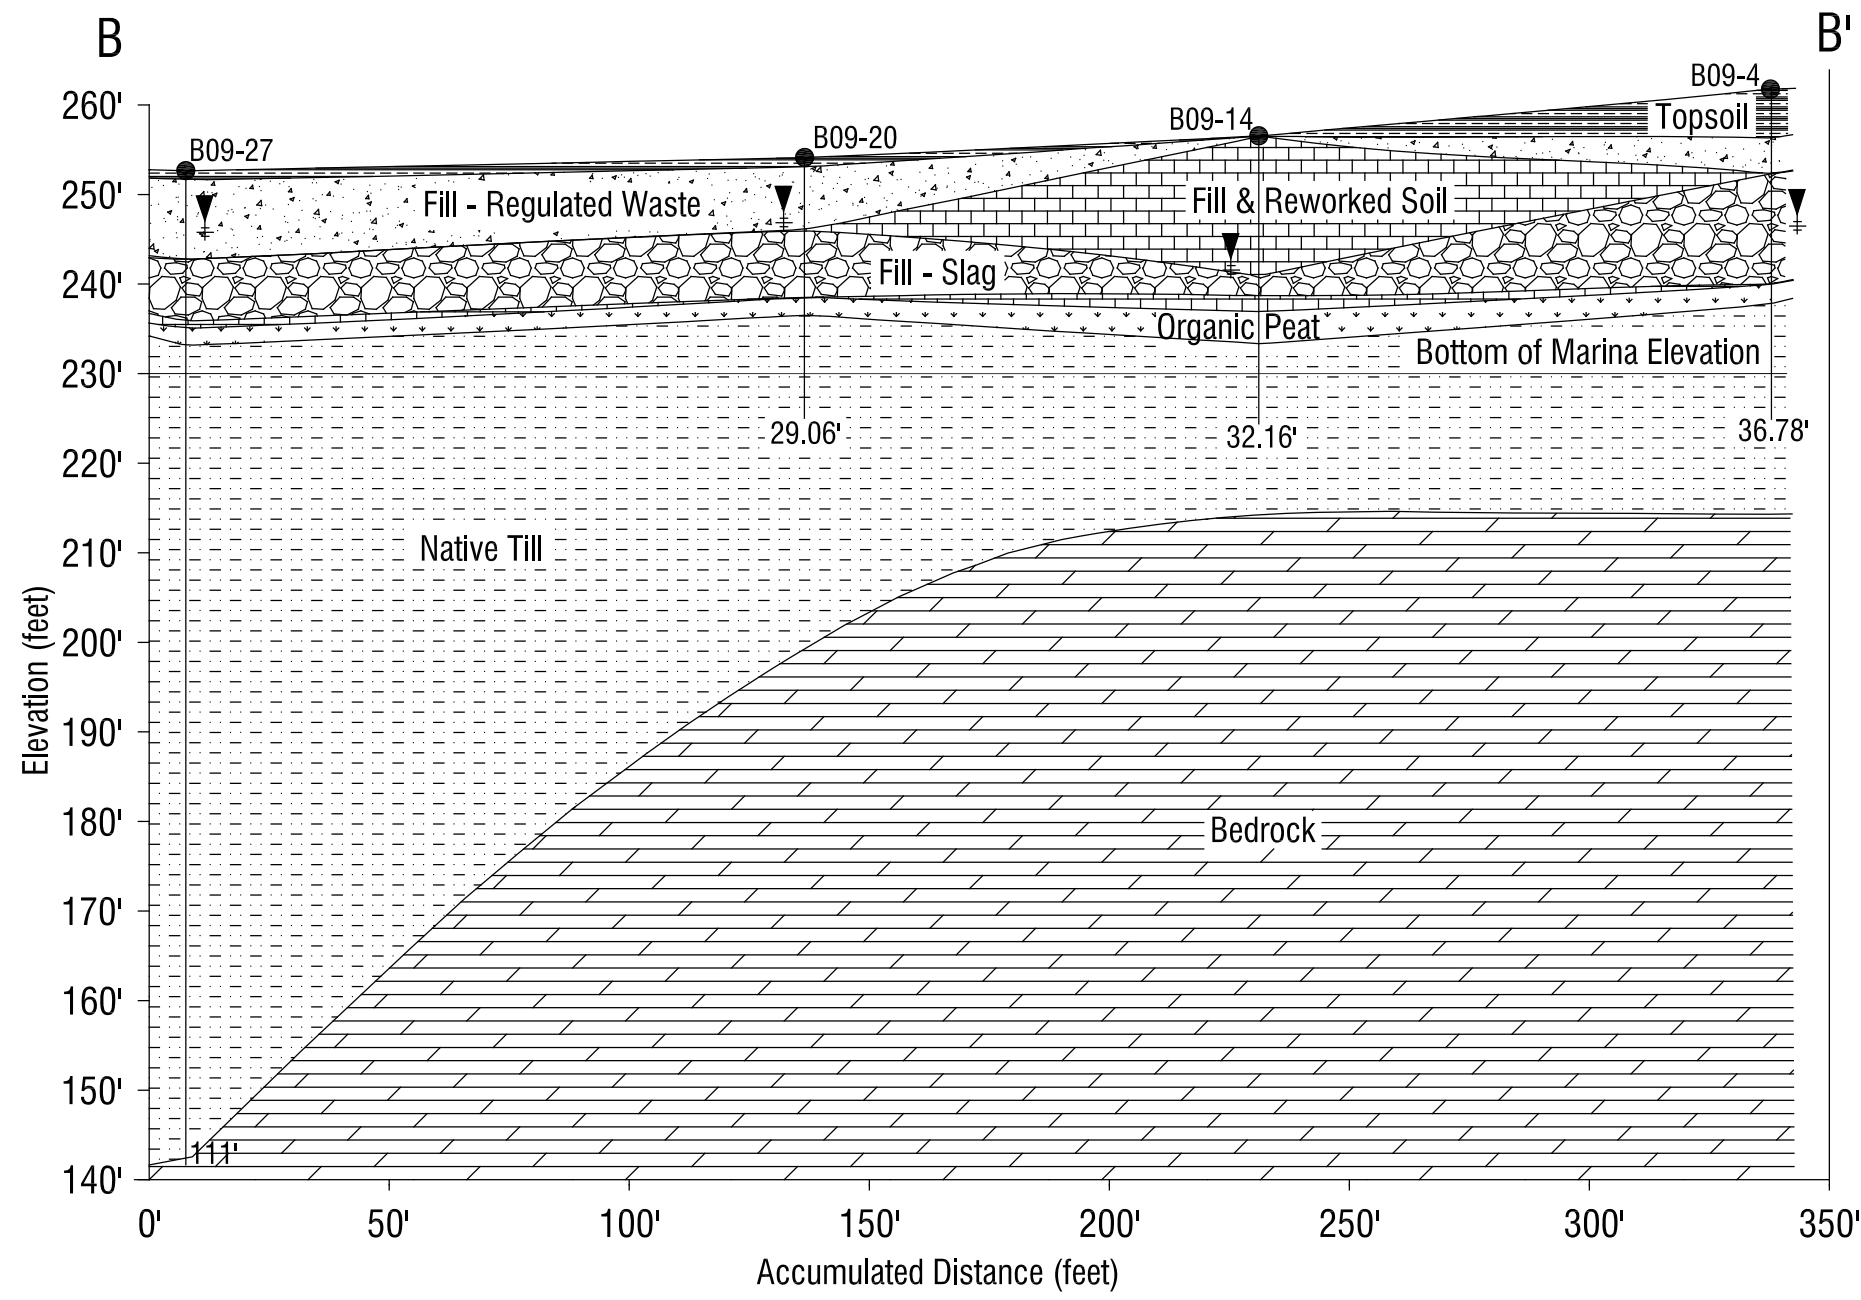 B
B'
B09-4
260'
Topsoil
B09-14
B09-20
B09-27
250'
Fill - Regulated Waste
Fill & Reworked Soil
240'
Fill - Slag
Organic Peat
Bottom of Marina Elevation
230'
29.06'
32.16'
36.78'
220'
210'
Native Till
200'
190'
180'
Bedrock
170'
160'
150'
111'
140'
Elevation (feet)
0'
50'
100'
150'
200'
250'
300'
350'
Accumulated Distance (feet)